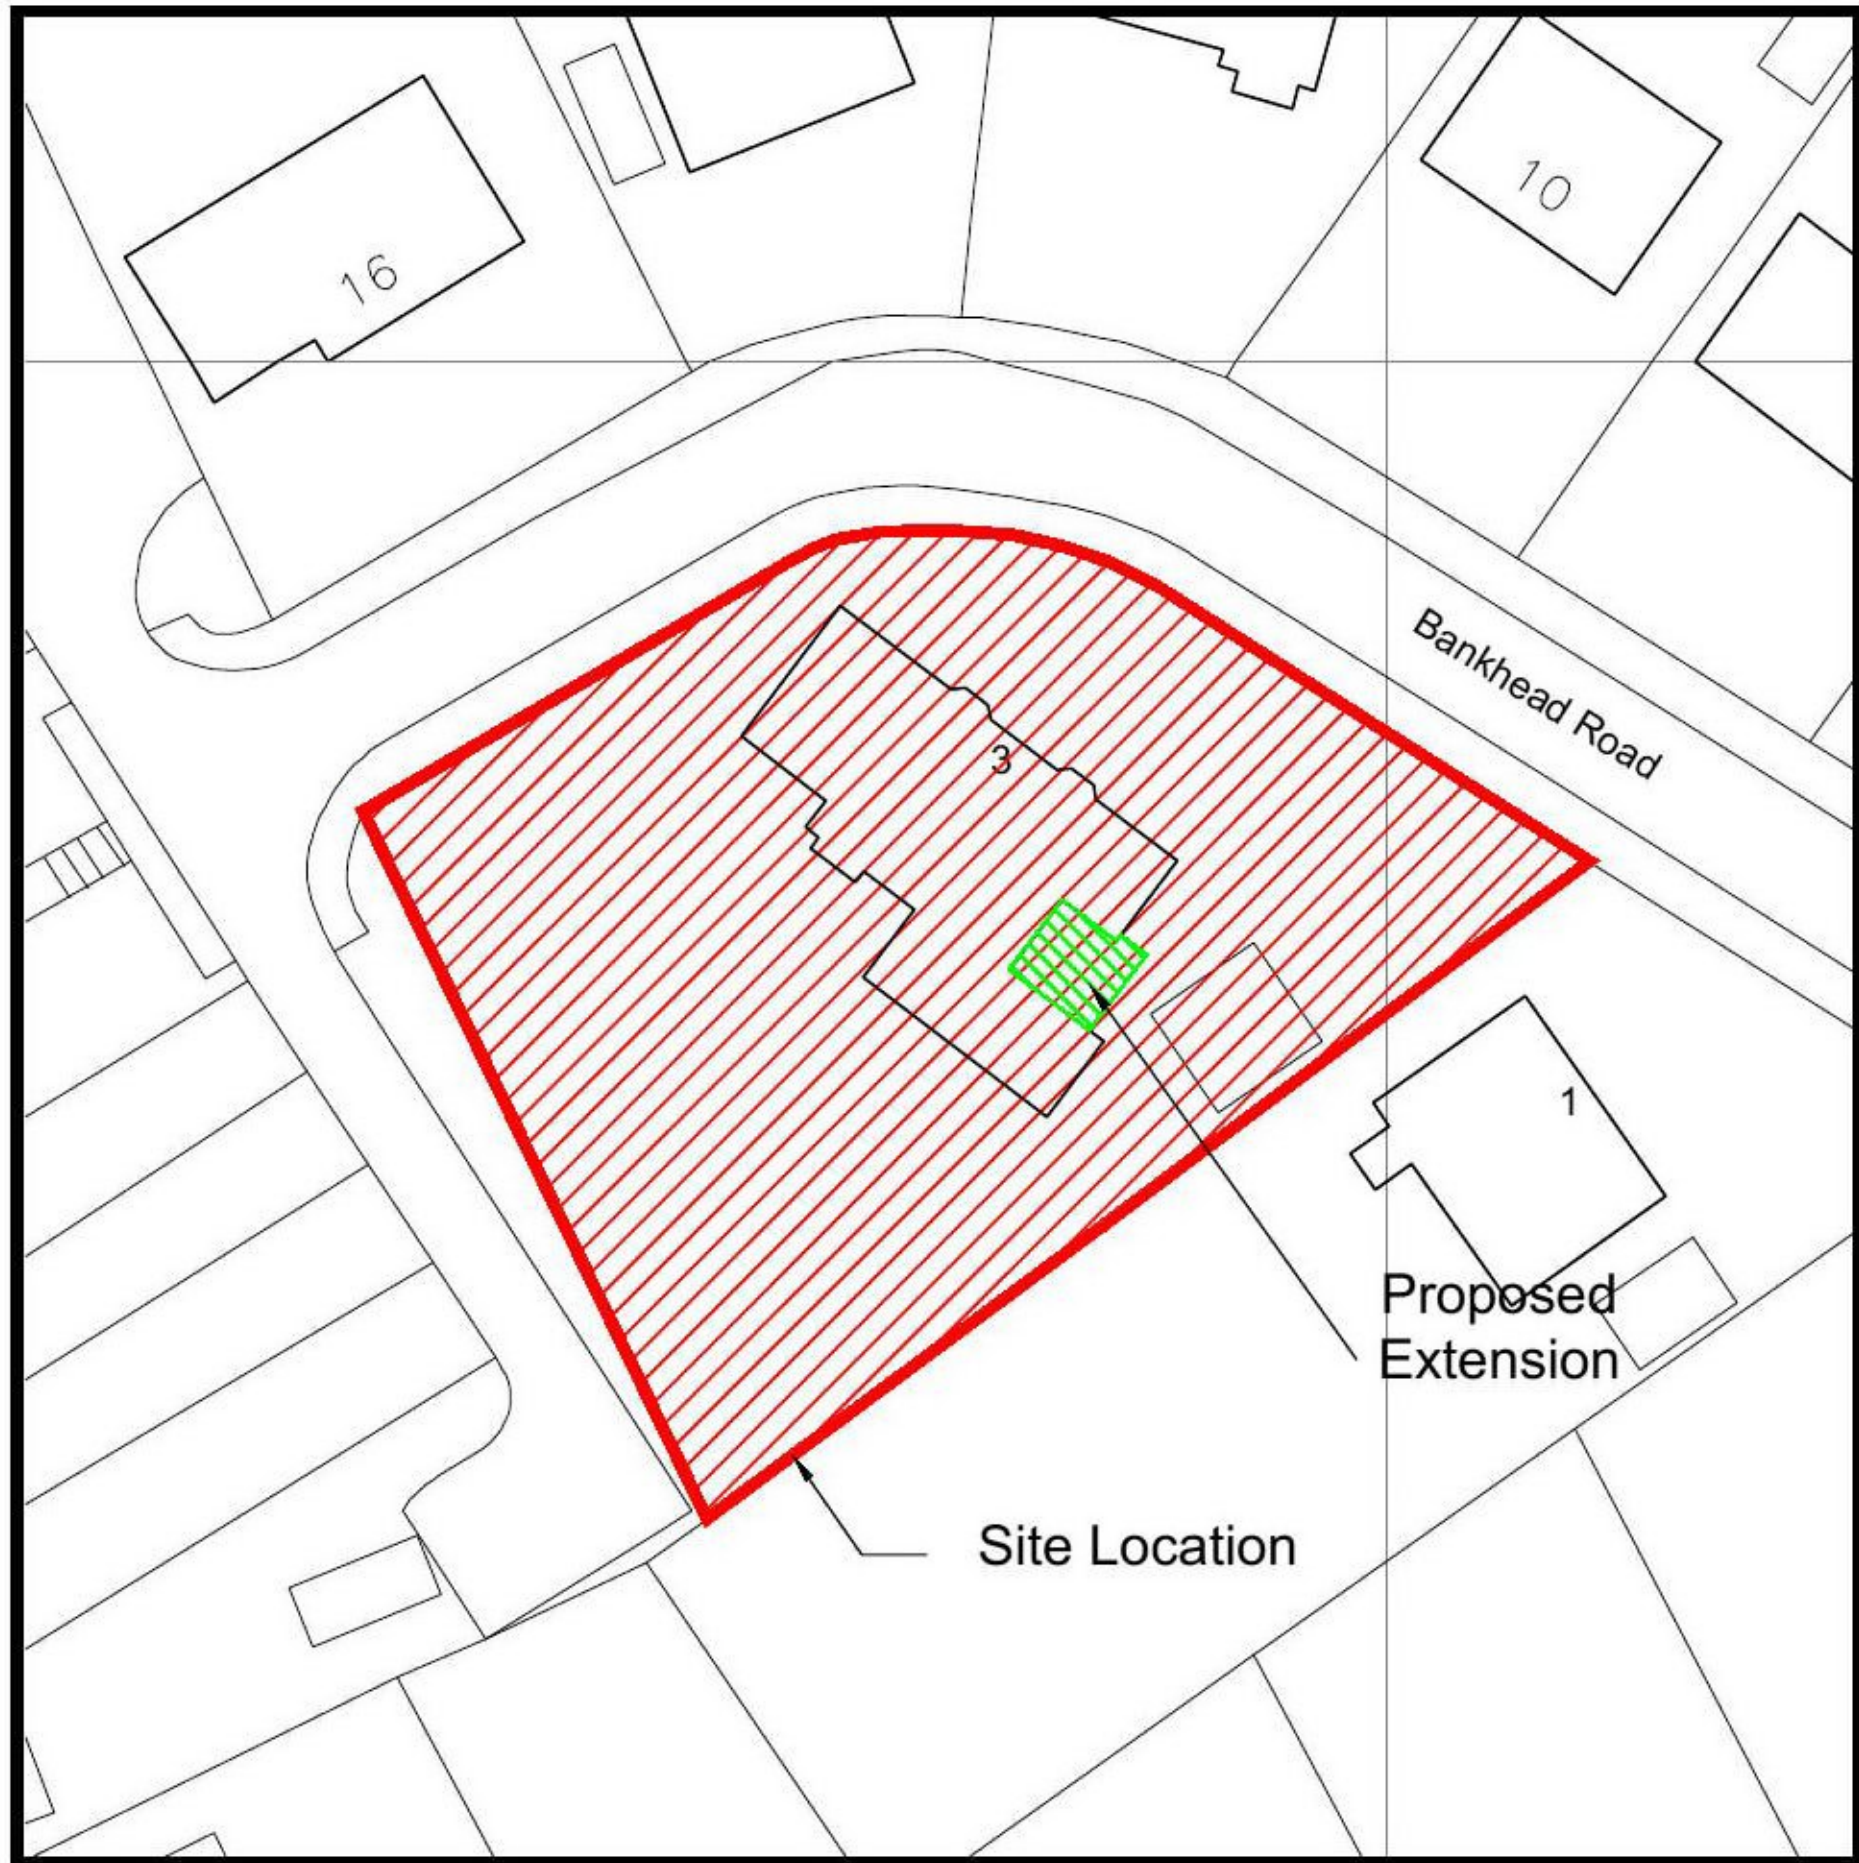 10
16
Bankhead Road
3
1
Proposed
Extension
Site Location